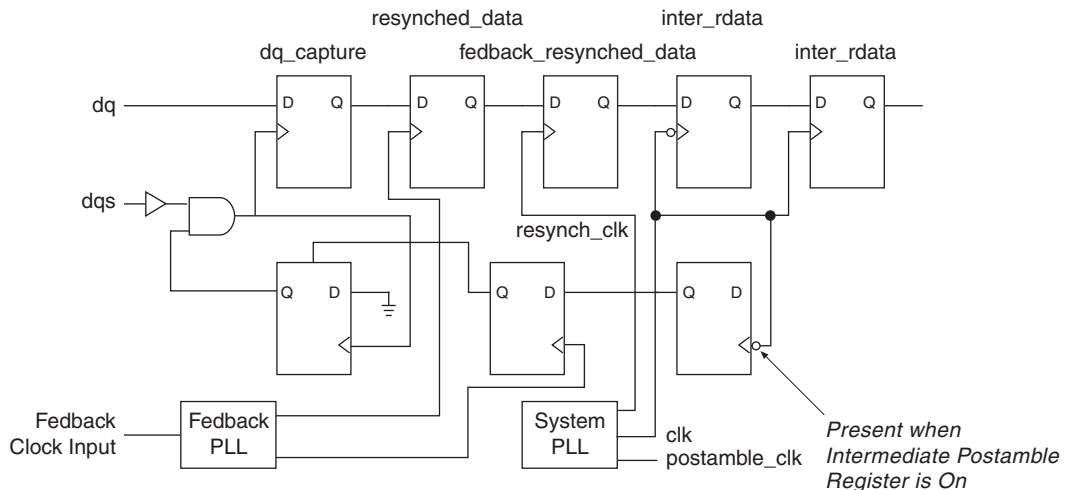 resynched_data
inter_rdata
dq_capture
fedback_resynched_data
inter_rdata
dq
D Q
D Q
D Q
D Q
D Q
dqs
resynch_clk
Q D
Q D
Q D
Fedback
Clock Input
Fedback
PLL
System
PLL
clk
postamble_clk
Present when
Intermediate Postamble
Register is On